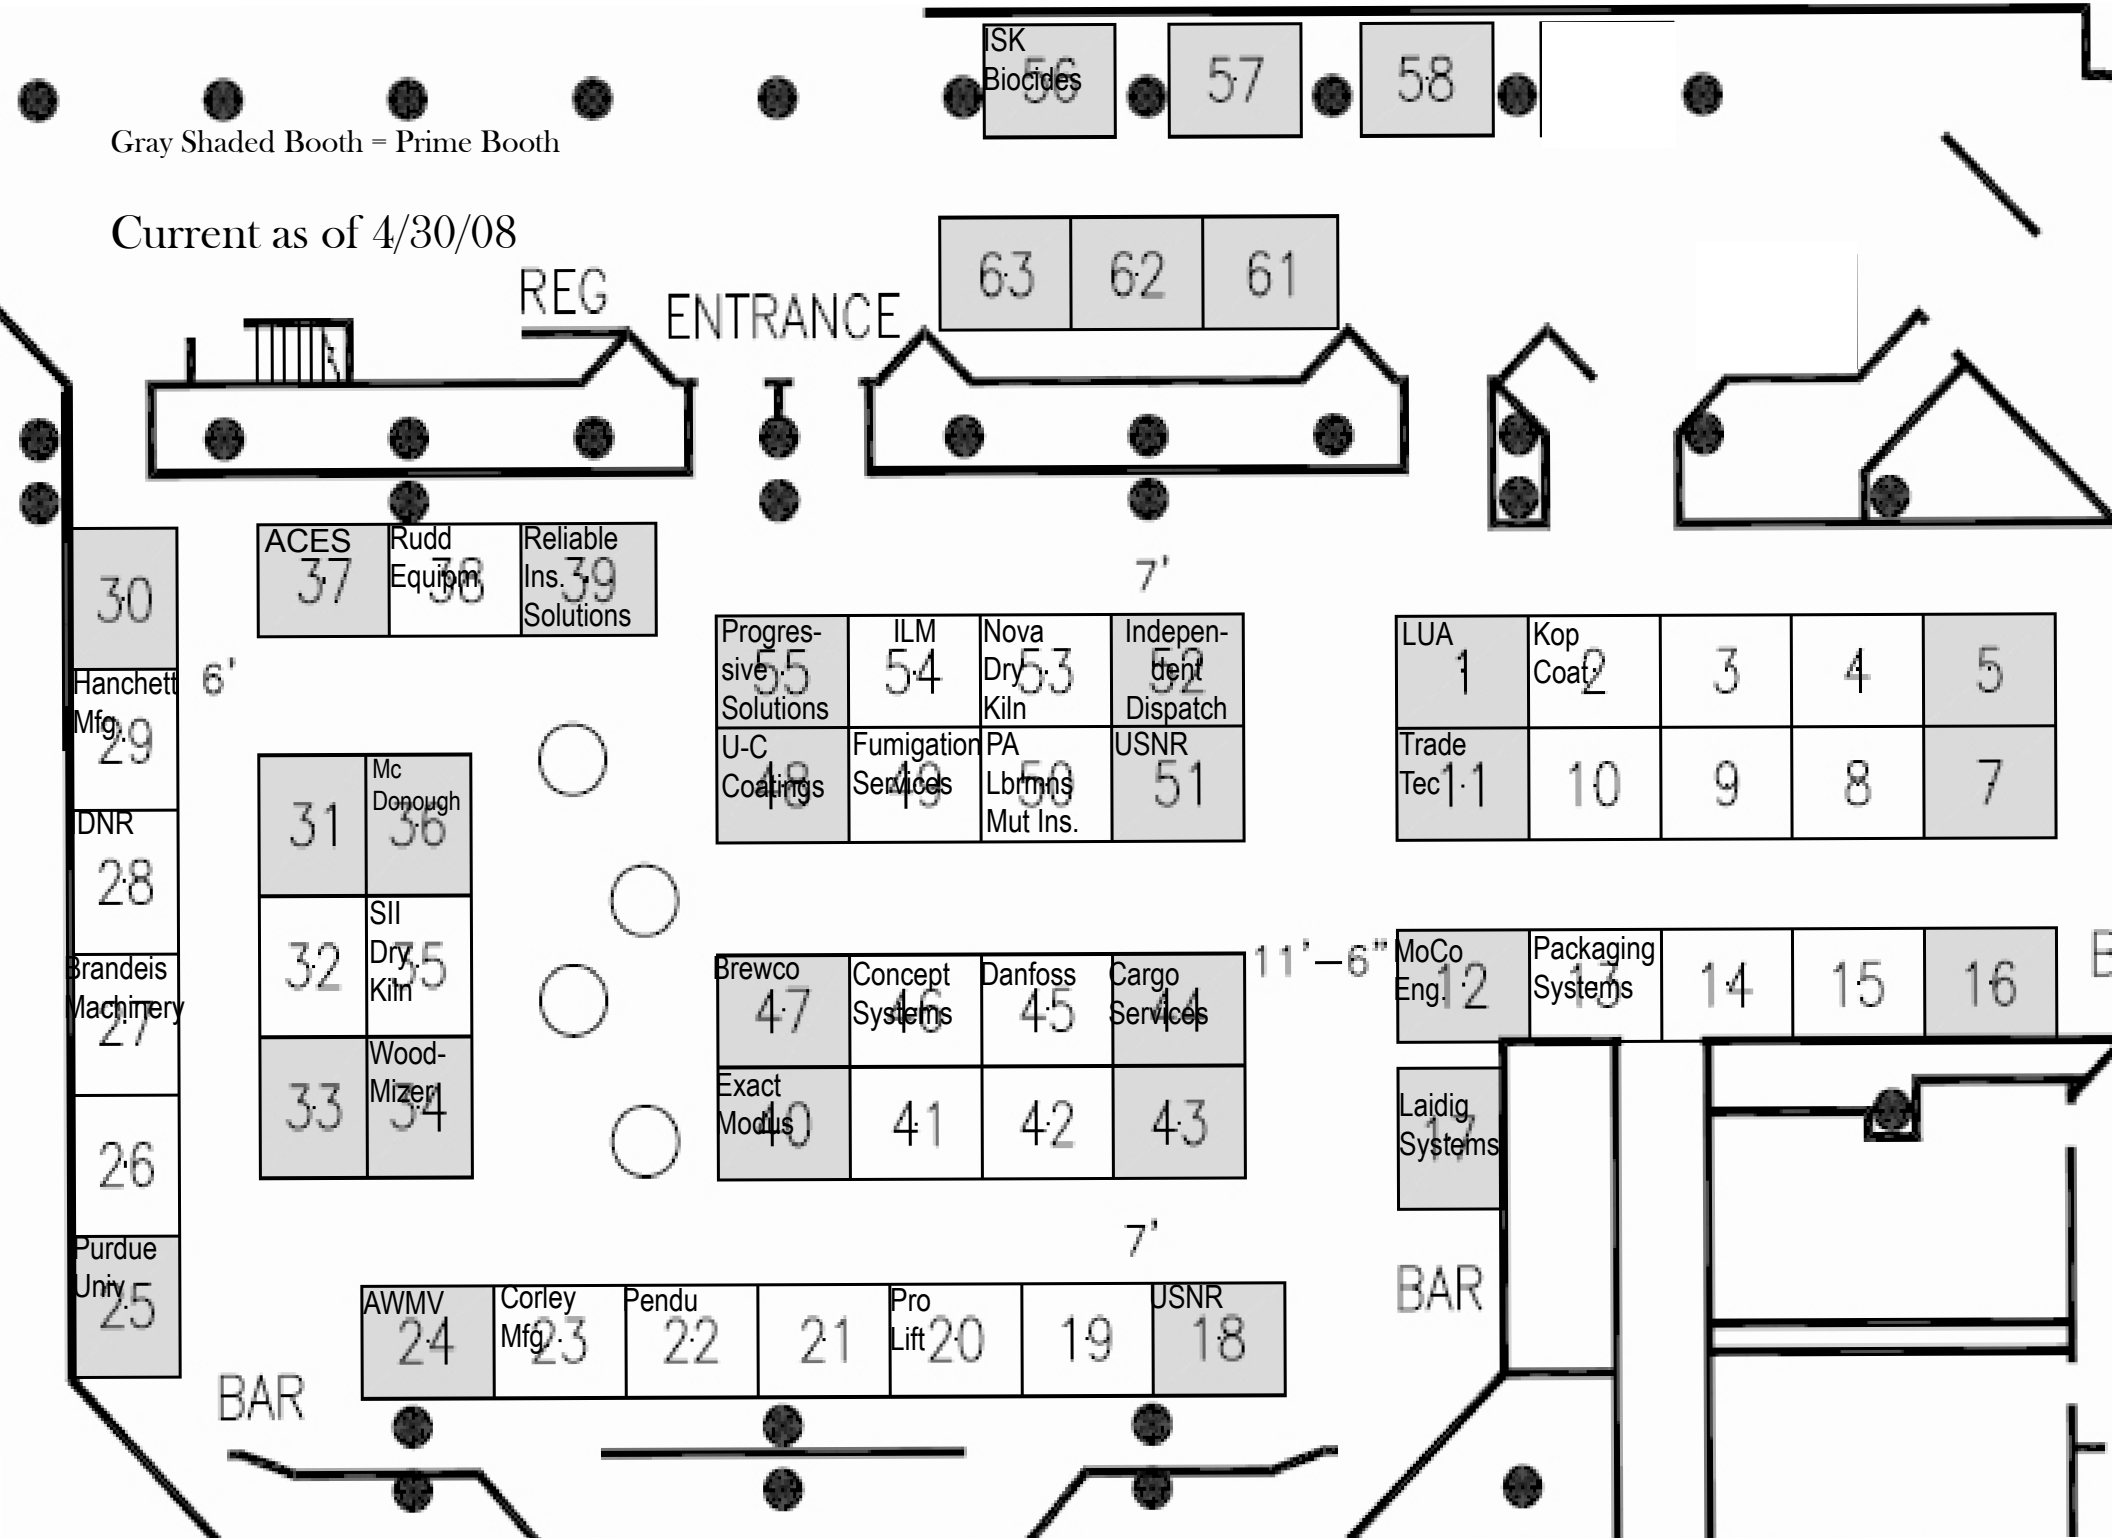 ISK
Biocides
56
57
58
Gray Shaded Booth = Prime Booth
Current as of 4/30/08
REG
ENTRANCE
63
62
61
ACES
37
Rudd
Equipm
38
Reliable
Ins.
Solutions
39
7'
30
6'
Hanchett
Mfg.
29
Progres-
sive
Solutions
55
ILM
54
Nova
Dry
Kiln
53
Indepen-
dent
Dispatch
52
LUA
1
Kop
Coat
2
3
4
5
U-C
Coatings
48
Fumigation
Services
49
PA
Lbrmns
Mut Ins.
50
USNR
51
Trade
Tec
11
10
9
8
7
31
Mc
Donough
36
IDNR
28
32
SII
Dry
Kiln
35
Brandeis
Machinery
27
Brewco
47
Concept
Systems
46
Danfoss
45
Cargo
Services
44
11'-6"
MoCo
Eng.
12
Packaging
Systems
13
14
15
16
B
33
Wood-
Mizer
34
26
Exact
Modus
40
41
42
43
Laidig
Systems
17
7'
Purdue
Univ
25
AWMV
24
Corley
Mfg.
23
Pendu
22
21
Pro
Lift
20
19
USNR
18
BAR
BAR